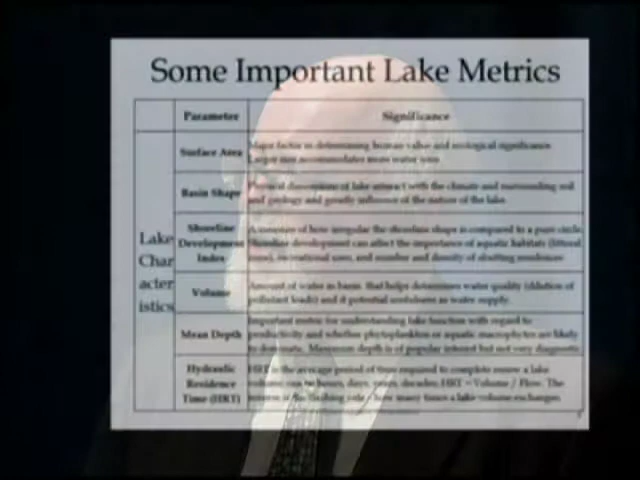 Some Important Lake Metrics
Parameter
Significance
Lake
Char
acter
istics
Surface Area
Major factor in determining human value and ecological significance
Larger size accommodates more water uses
Basin Shape
Physical dimensions of lake interact with the climate and surrounding soil
and geology and greatly influence of the nature of the lake
Shoreline
Development
Index
A measure of how irregular the shoreline shape is compared to a pure circle.
Shoreline development can affect the importance of aquatic habitats (littoral
zone), recreational uses, and number and density of abutting residences
Volume
Amount of water in basin. that helps determines water quality (dilution of
pollutant loads) and it potential usefulness as water supply.
Mean Depth
Important metric for understanding lake function with regard to
productivity and whether phytoplankton or aquatic macrophytes are likely
to dominate. Maximum depth is of popular interest but not very diagnostic
Hydraulic
Residence
Time (HRT)
HRT is the average period of time required to complete renew a lake
volume can be hours, days, years, decades; HRT = Volume / Flow. The
inverse is the flushing rate, how many times a lake volume exchanges